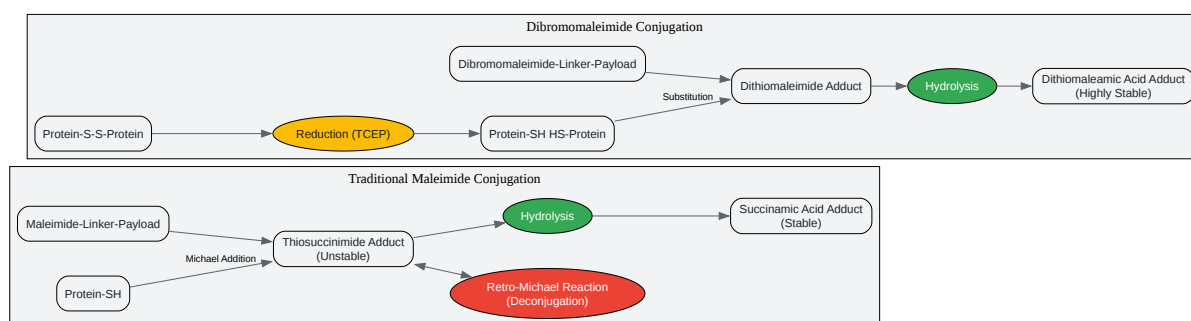 Dibromomaleimide Conjugation
Dibromomaleimide-Linker-Payload
Dithiomaleimide Adduct
Hydrolysis
Dithiomaleamic Acid Adduct
(Highly Stable)
Substitution
Protein-S-S-Protein
Reduction (TCEP)
Protein-SH HS-Protein
Traditional Maleimide Conjugation
Maleimide-Linker-Payload
Hydrolysis
Succinamic Acid Adduct
(Stable)
Thiosuccinimide Adduct
(Unstable)
Michael Addition
Protein-SH
Retro-Michael Reaction
(Deconjugation)